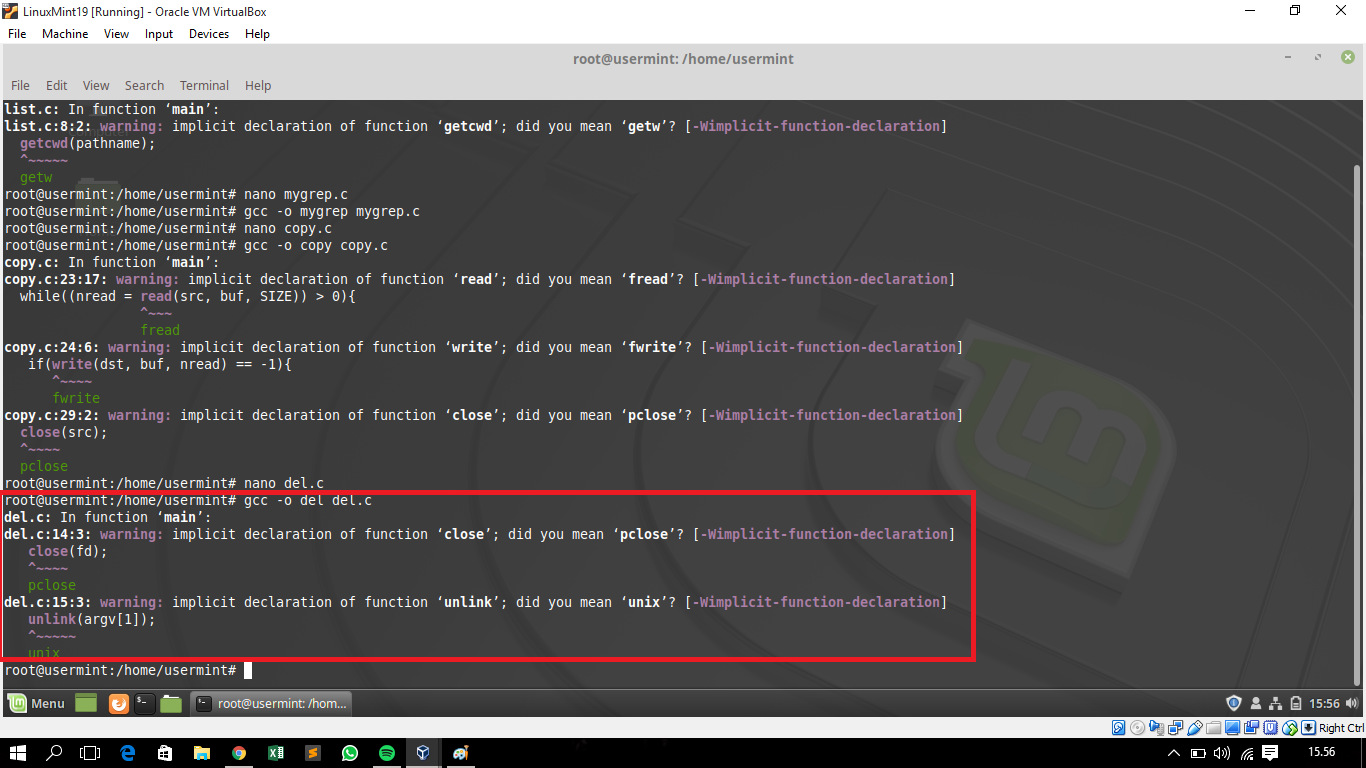 LinuxMint19 [Running] - Oracle VM VirtualBox
File Machine View Input Devices Help
root@usermint: /home/usermint
File Edit View Search Terminal Help
list.c: In function ‘main’:
list.c:8:2: warning: implicit declaration of function ‘getcwd’; did you mean ‘getw’? [-Wimplicit-function-declaration]
getcwd(pathname);
^~~~~~
getw
root@usermint:/home/usermint# nano mygrep.c
root@usermint:/home/usermint# gcc -o mygrep mygrep.c
root@usermint:/home/usermint# nano copy.c
root@usermint:/home/usermint# gcc -o copy copy.c
copy.c: In function ‘main’:
copy.c:23:17: warning: implicit declaration of function ‘read’; did you mean ‘fread’? [-Wimplicit-function-declaration]
while((nread = read(src, buf, SIZE)) > 0){
^~~~
fread
copy.c:24:6: warning: implicit declaration of function ‘write’; did you mean ‘fwrite’? [-Wimplicit-function-declaration]
if(write(dst, buf, nread) == -1){
^~~~~
fwrite
copy.c:29:2: warning: implicit declaration of function ‘close’; did you mean ‘pclose’? [-Wimplicit-function-declaration]
close(src);
^~~~~
pclose
root@usermint:/home/usermint# nano del.c
root@usermint:/home/usermint# gcc -o del del.c
del.c: In function ‘main’:
del.c:14:3: warning: implicit declaration of function ‘close’; did you mean ‘pclose’? [-Wimplicit-function-declaration]
close(fd);
^~~~~
pclose
del.c:15:3: warning: implicit declaration of function ‘unlink’; did you mean ‘unix’? [-Wimplicit-function-declaration]
unlink(argv[1]);
^~~~~~
unix
root@usermint:/home/usermint#
Menu root@usermint: /hom... 15:56
Right Ctrl
15.56